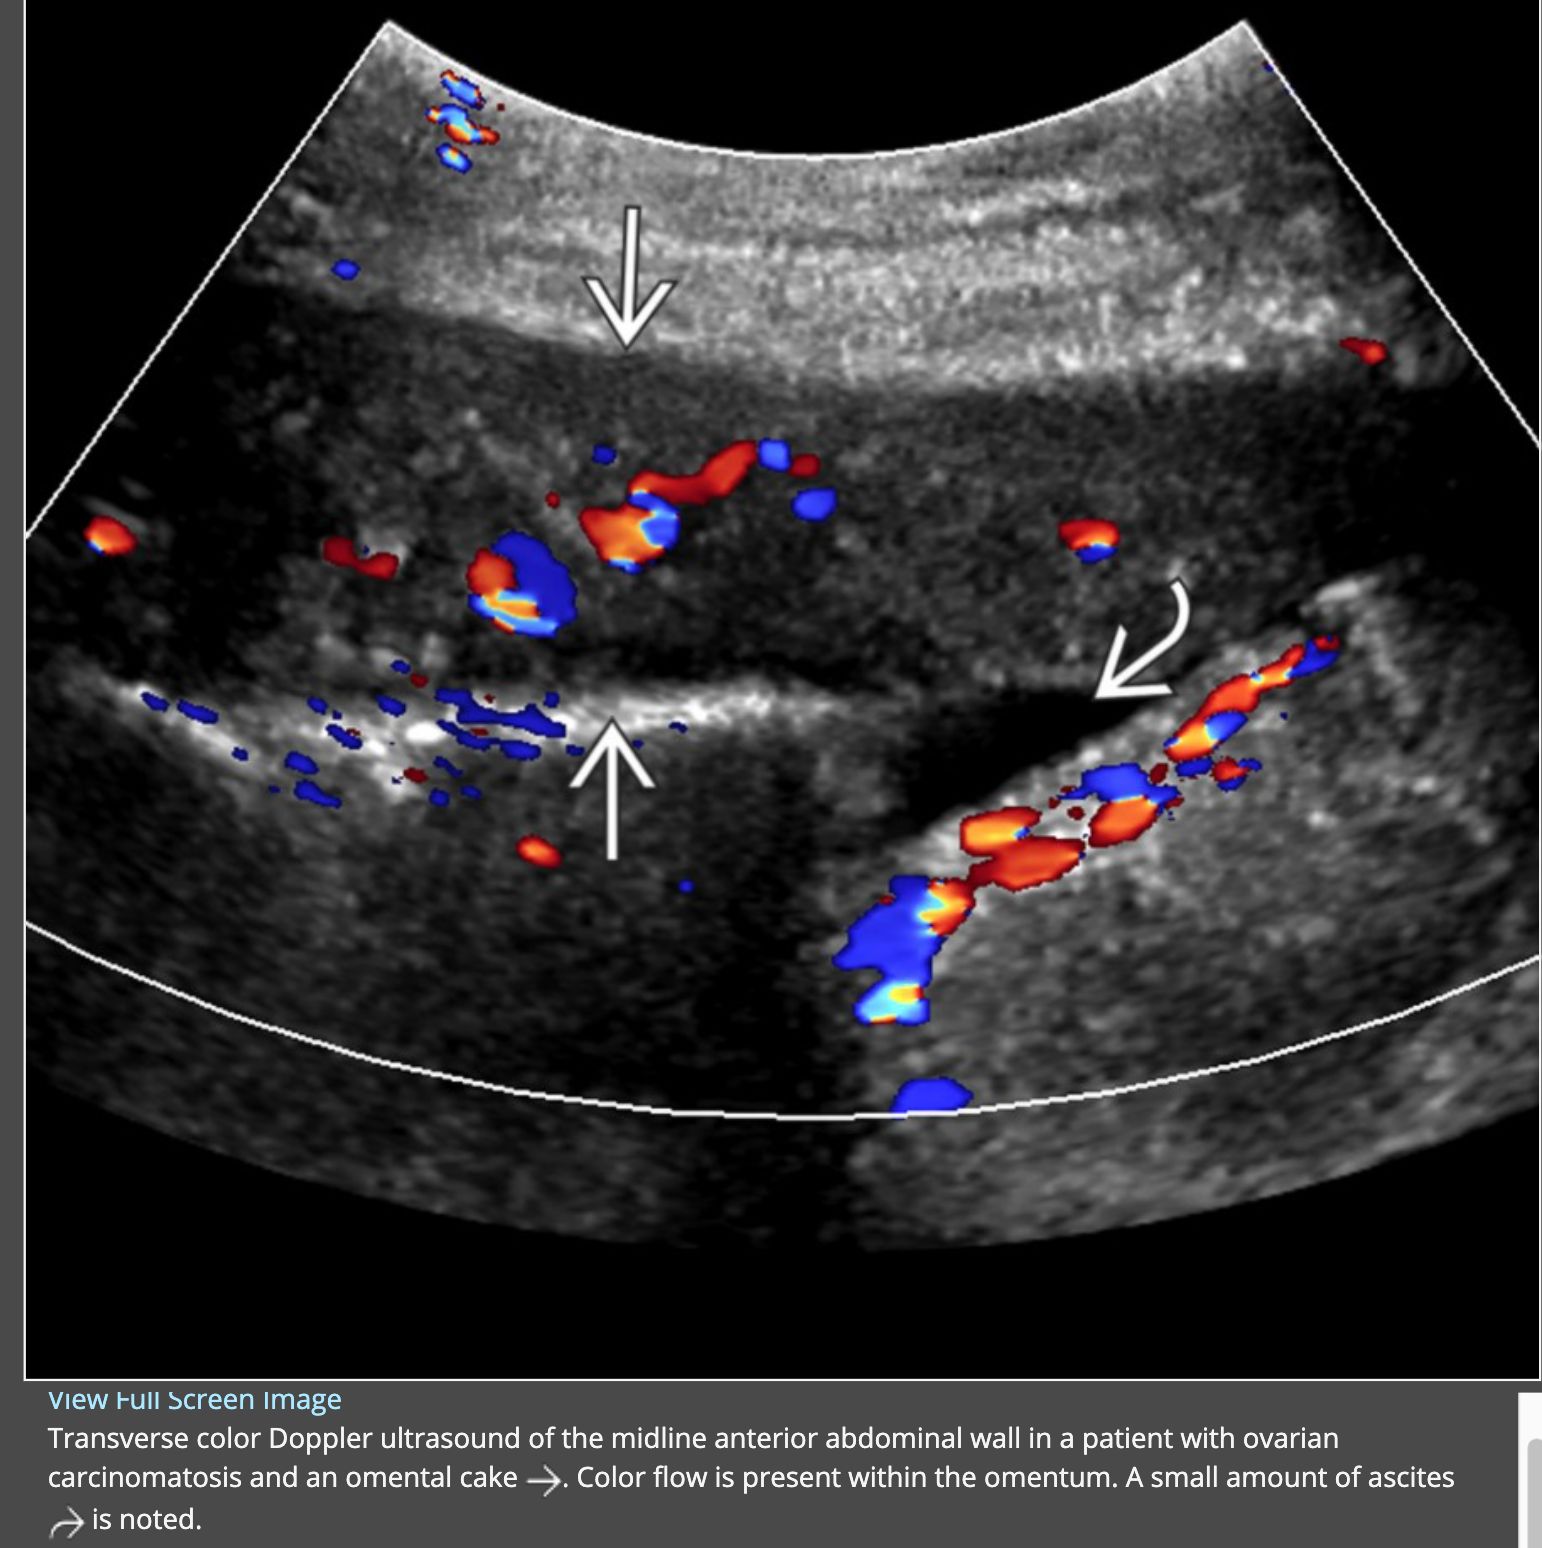 View Full Screen Image
Transverse color Doppler ultrasound of the midline anterior abdominal wall in a patient with ovarian
carcinomatosis and an omental cake →. Color flow is present within the omentum. A small amount of ascites
↷ is noted.